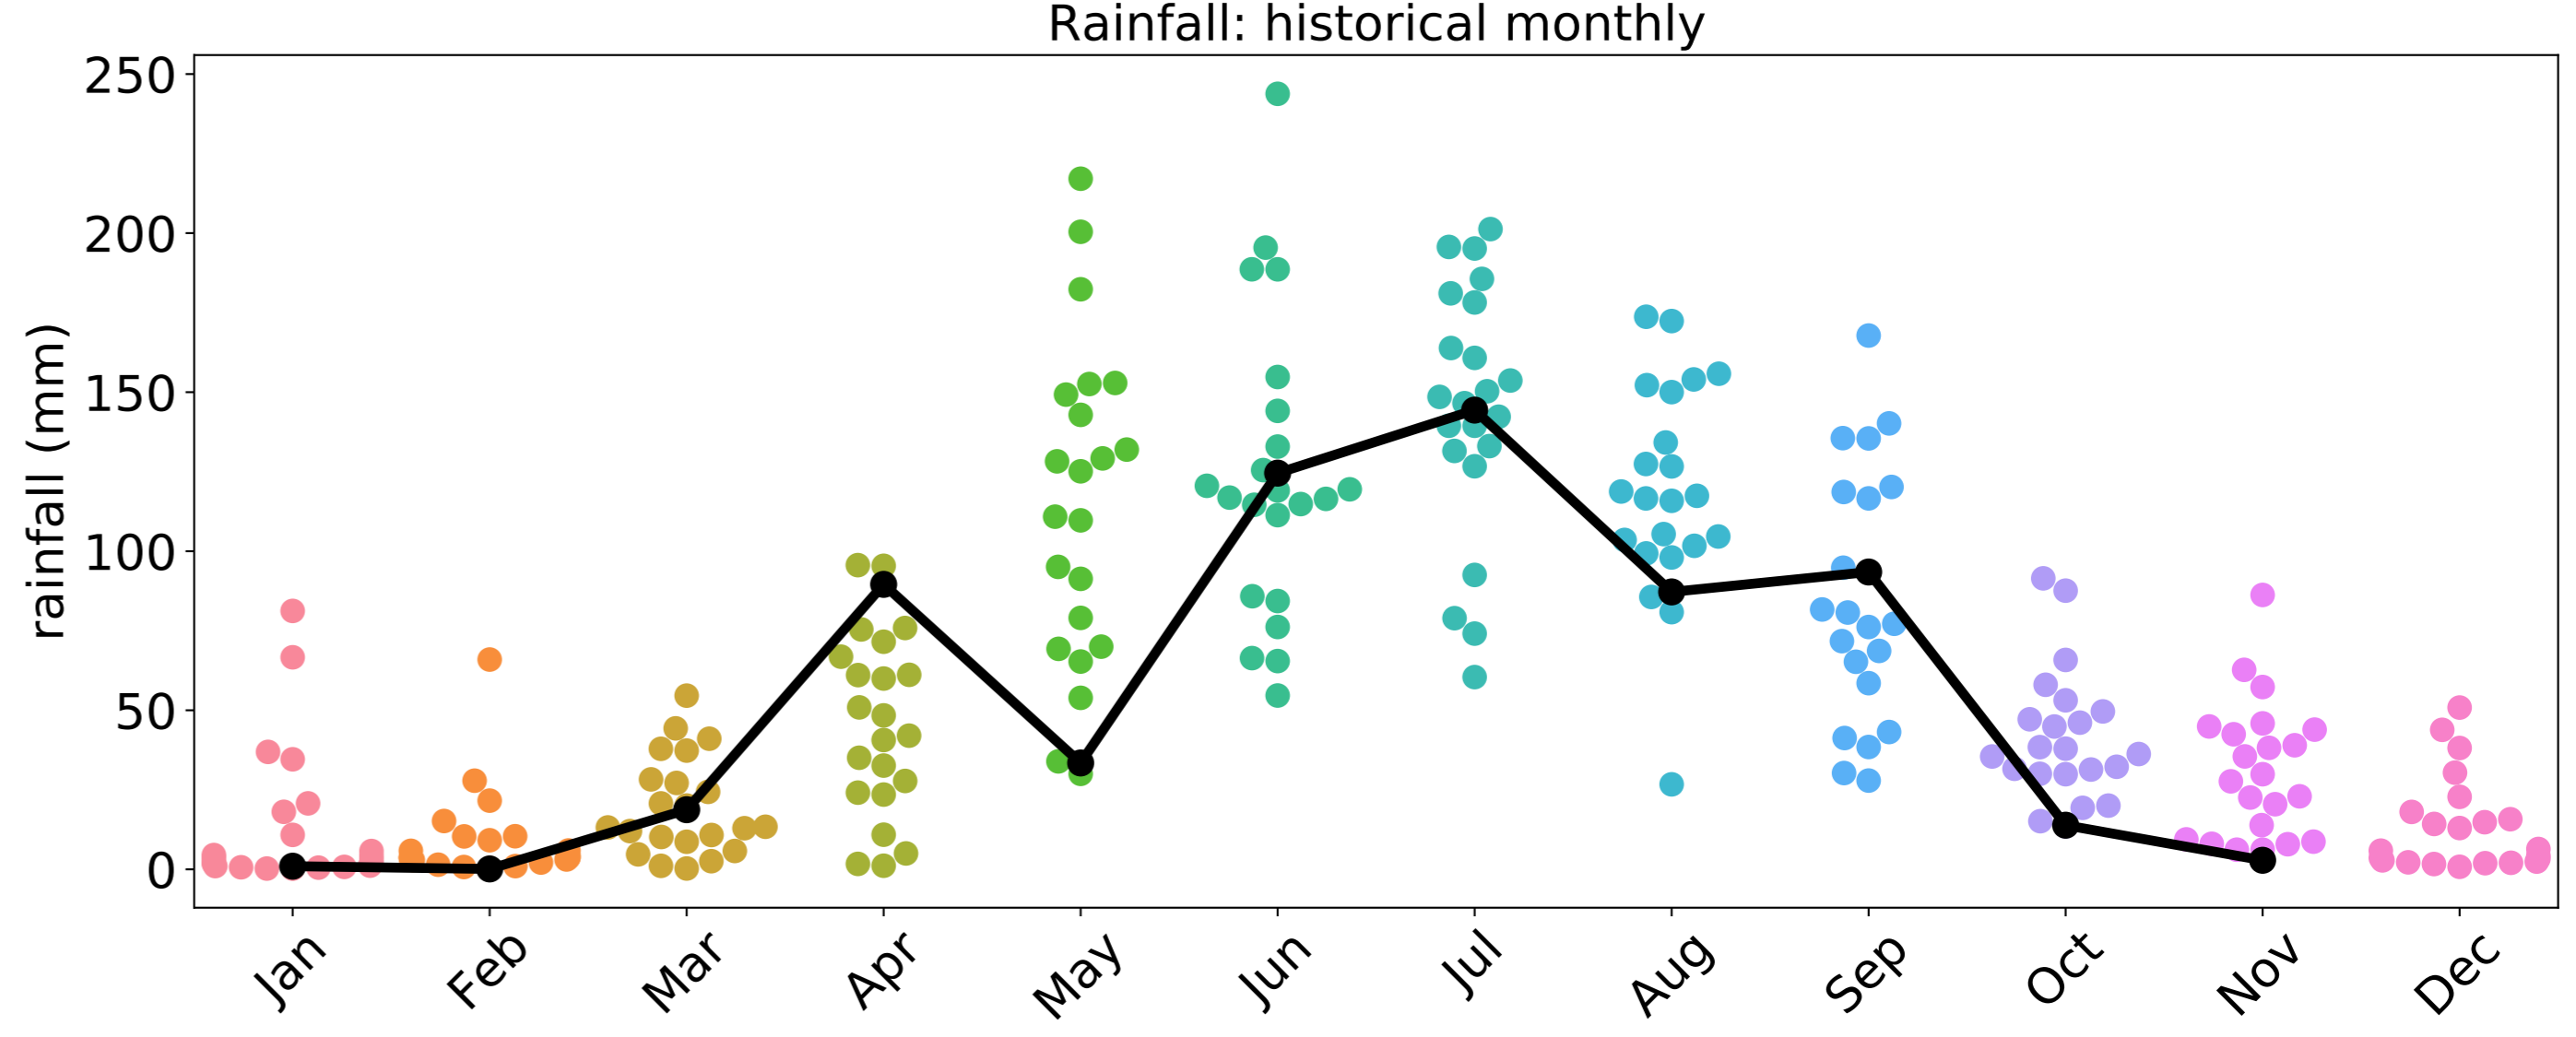 Rainfall: historical monthly
250
200
150
100
50
0
rainfall (mm)
Jan
Feb
Mar
Apr
May
Jun
Jul
Aug
Sep
Oct
Nov
Dec